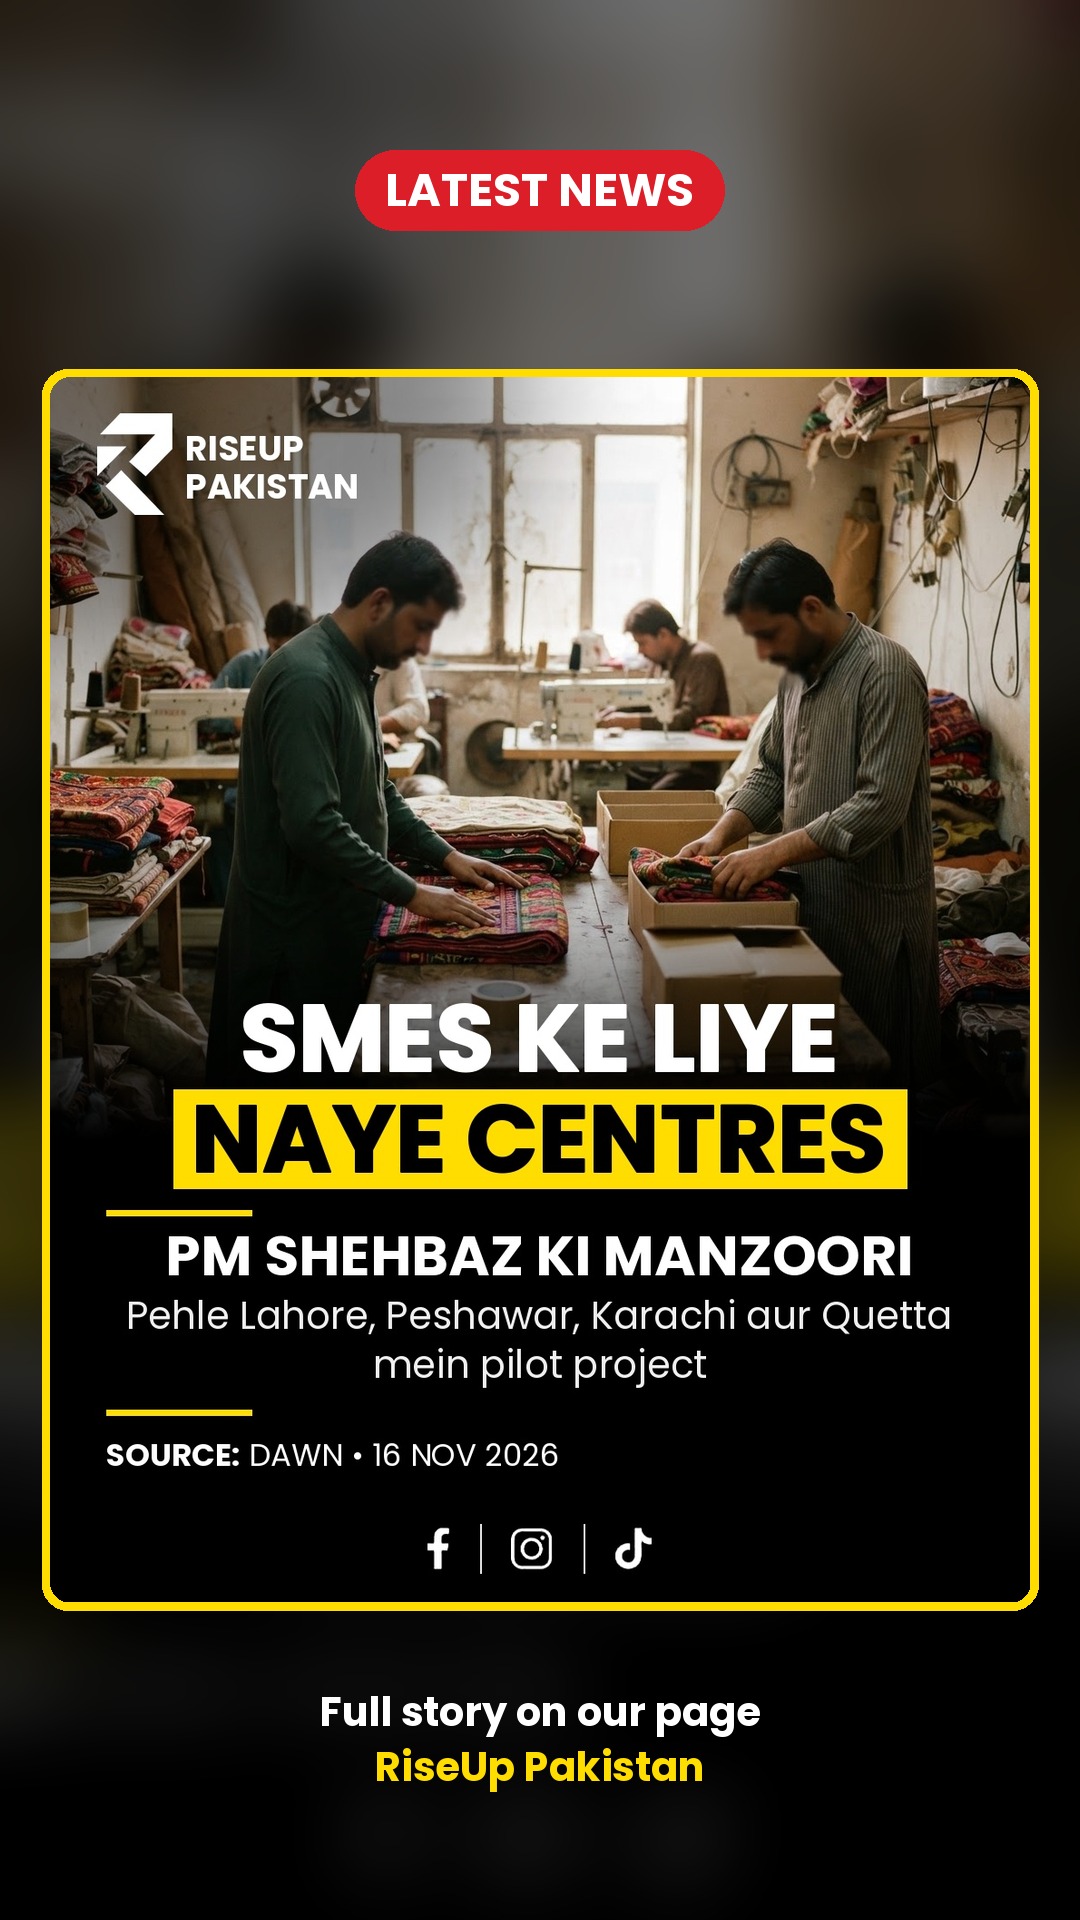 LATEST NEWS
RISEUP
PAKISTAN
SMES KE LIYE
NAYE CENTRES
PM SHEHBAZ KI MANZOORI
Pehle Lahore, Peshawar, Karachi aur Quetta
mein pilot project
SOURCE: DAWN • 16 NOV 2026
Full story on our page
RiseUp Pakistan